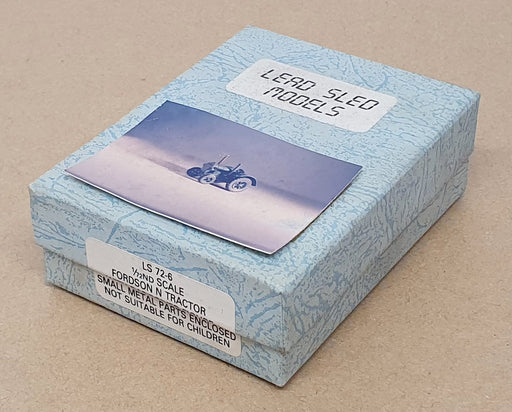 LEAD SLED
MODELS
LS 72-6
1/72ND SCALE
FORDSON N TRACTOR
SMALL METAL PARTS ENCLOSED
NOT SUITABLE FOR CHILDREN